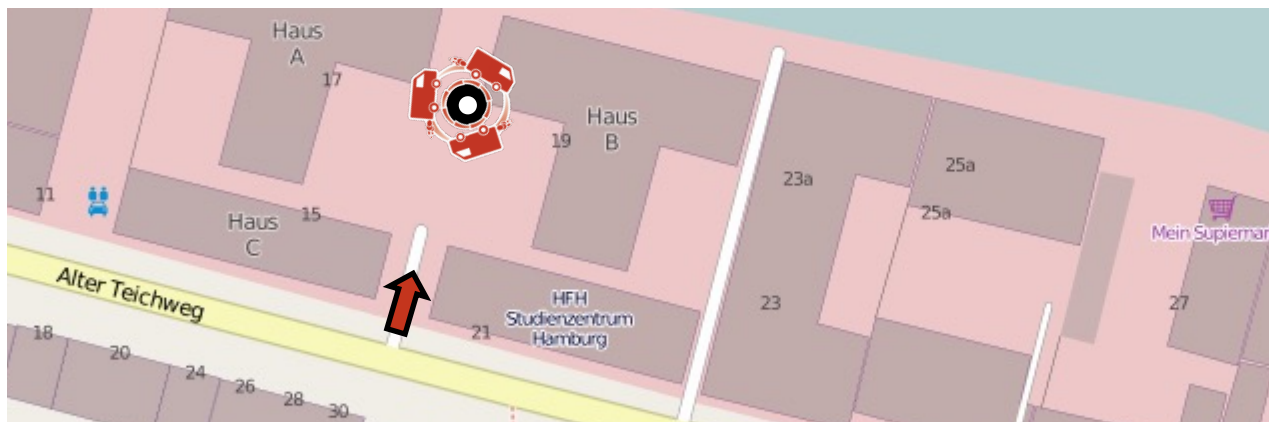 Haus
A
17
Haus
B
19
23a
25a
25a
11
Haus
C
15
Mein Supiemar
Alter Teichweg
HFH
Studienzentrum
Hamburg
21
23
27
18
20
24
26
28
30